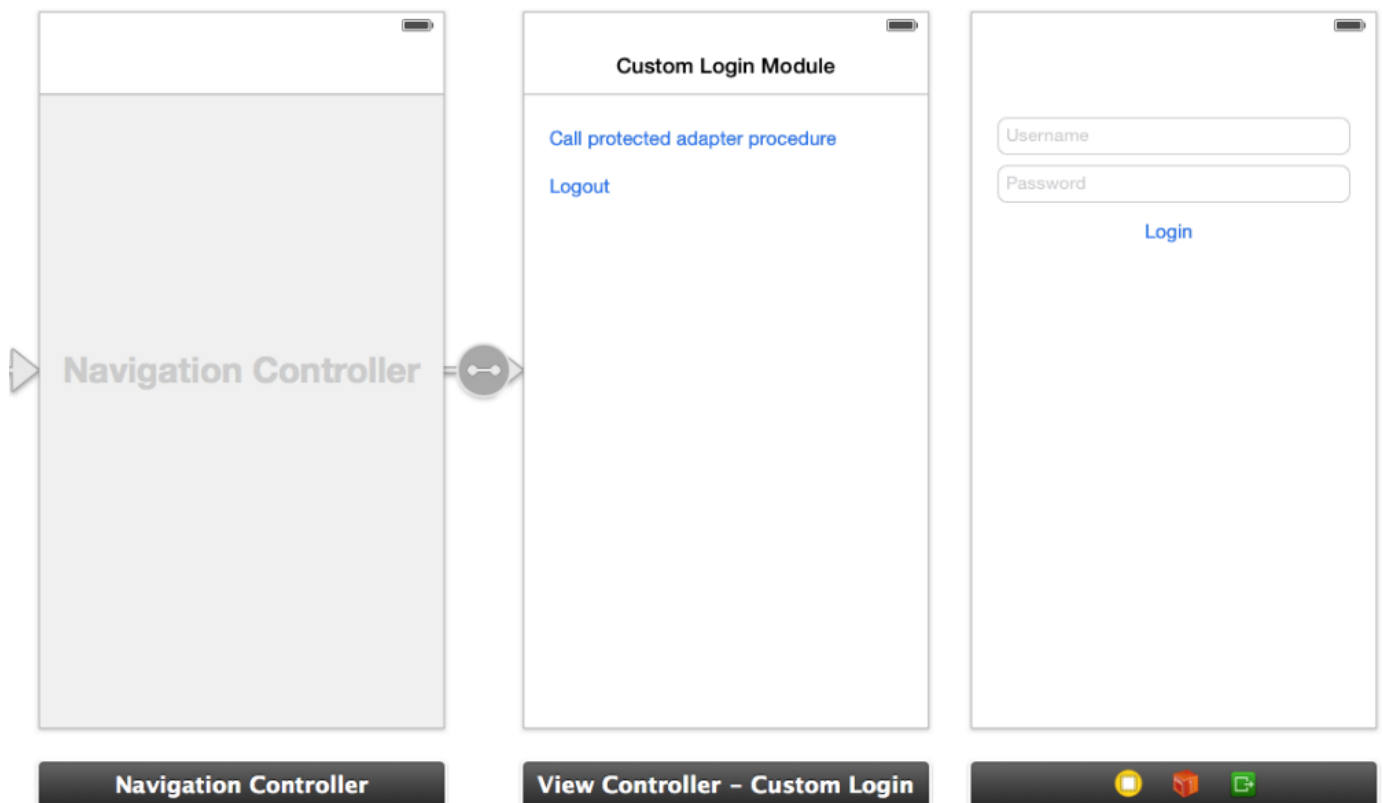 Navigation Controller
Navigation Controller
Custom Login Module
Call protected adapter procedure
Logout
View Controller – Custom Login
Username
Password
Login